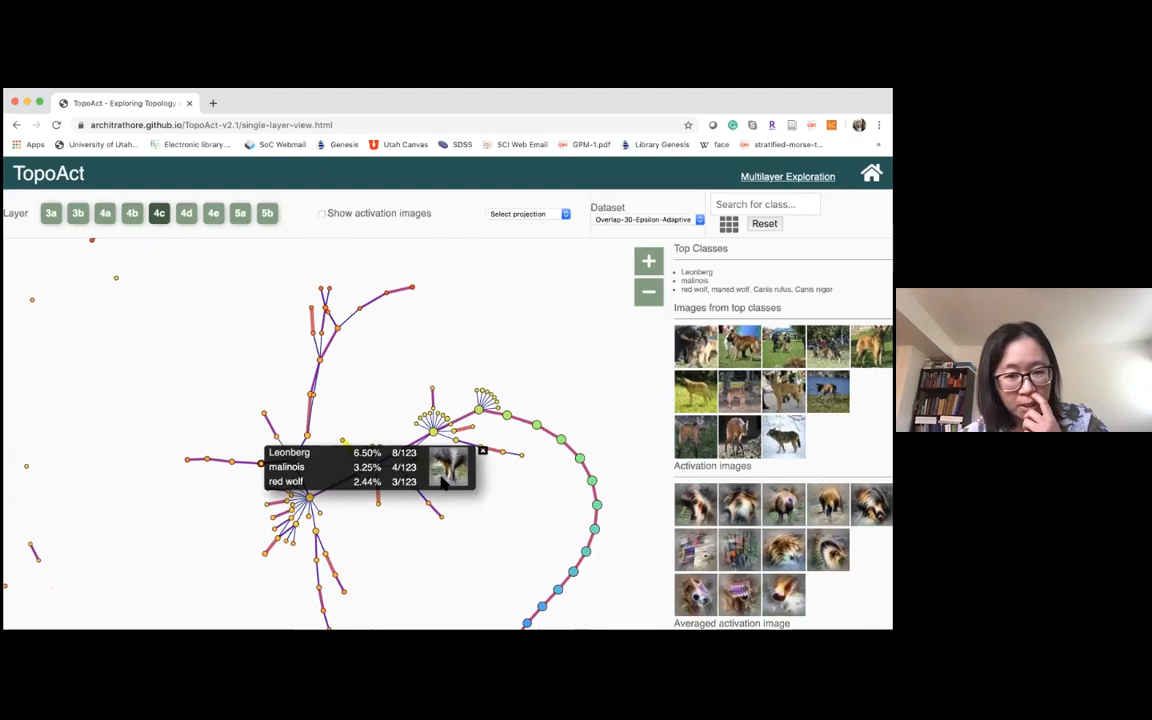 TopoAct - Exploring Topology
architrathore.github.io/TopoAct-v2.1/single-layer-view.html
Apps University of Utah... Electronic library.... SoC Webmail Genesis Utah Canvas SDSS SCI Web Email GPM-1.pdf Library Genesis face stratified-morse-t... »
TopoAct
Multilayer Exploration
Layer 3a 3b 4a 4b 4c 4d 4e 5a 5b
Show activation images
Select projection
Dataset
Overlap-30-Epsilon-Adaptive
Search for class...
Reset
+
−
Top Classes
Leonberg
malinois
red wolf, maned wolf, Canis rufus, Canis niger
Images from top classes
Leonberg 6.50% 8/123
malinois 3.25% 4/123
red wolf 2.44% 3/123
Activation images
Averaged activation image